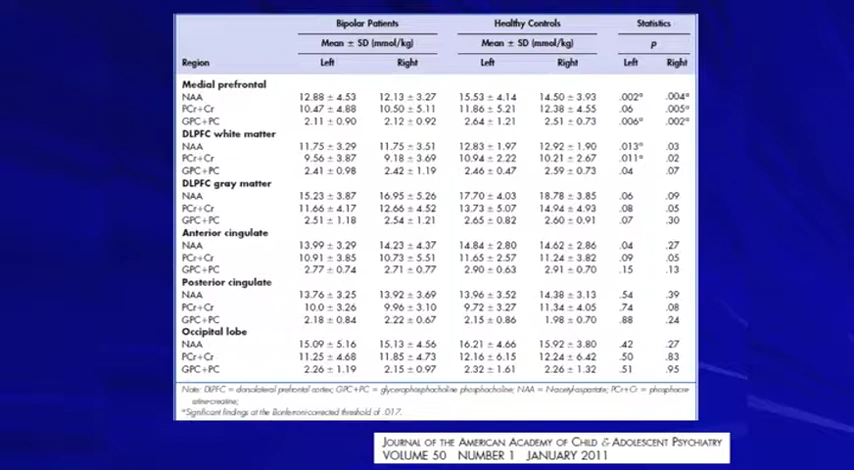 Bipolar Patients Healthy Controls Statistics
Mean ± SD (mmol/kg) Mean ± SD (mmol/kg) p
Region Left Right Left Right Left Right
Medial prefrontal
NAA 12.88 ± 4.53 12.13 ± 3.27 15.53 ± 4.14 14.50 ± 3.93 .002ª .004ª
PCr+Cr 10.47 ± 4.88 10.50 ± 5.11 11.86 ± 5.21 12.38 ± 4.55 .06 .005ª
GPC+PC 2.11 ± 0.90 2.12 ± 0.92 2.64 ± 1.21 2.51 ± 0.73 .006ª .002ª
DLPFC white matter
NAA 11.75 ± 3.29 11.75 ± 3.51 12.83 ± 1.97 12.92 ± 1.90 .013ª .03
PCr+Cr 9.56 ± 3.87 9.18 ± 3.69 10.94 ± 2.22 10.21 ± 2.67 .011ª .02
GPC+PC 2.41 ± 0.98 2.42 ± 1.19 2.46 ± 0.47 2.59 ± 0.73 .04 .07
DLPFC gray matter
NAA 15.23 ± 3.87 16.95 ± 5.26 17.70 ± 4.03 18.78 ± 3.85 .06 .09
PCr+Cr 11.66 ± 4.17 12.66 ± 4.52 13.73 ± 5.07 14.94 ± 4.93 .08 .05
GPC+PC 2.51 ± 1.18 2.54 ± 1.21 2.65 ± 0.82 2.60 ± 0.91 .07 .30
Anterior cingulate
NAA 13.99 ± 3.29 14.23 ± 4.37 14.84 ± 2.80 14.62 ± 2.86 .04 .27
PCr+Cr 10.91 ± 3.85 10.73 ± 5.51 11.65 ± 2.57 11.24 ± 3.82 .09 .05
GPC+PC 2.77 ± 0.74 2.71 ± 0.77 2.90 ± 0.63 2.91 ± 0.70 .15 .13
Posterior cingulate
NAA 13.76 ± 3.25 13.92 ± 3.69 13.96 ± 3.52 14.38 ± 3.13 .54 .39
PCr+Cr 10.0 ± 3.26 9.96 ± 3.10 9.72 ± 3.27 11.34 ± 4.05 .74 .08
GPC+PC 2.18 ± 0.84 2.22 ± 0.67 2.15 ± 0.86 1.98 ± 0.70 .88 .24
Occipital lobe
NAA 15.09 ± 5.16 15.13 ± 4.56 16.21 ± 4.66 15.92 ± 3.80 .42 .27
PCr+Cr 11.25 ± 4.68 11.85 ± 4.73 12.16 ± 6.15 12.24 ± 6.42 .50 .83
GPC+PC 2.26 ± 1.19 2.15 ± 0.97 2.32 ± 1.61 2.26 ± 1.32 .51 .95
Note: DLPFC = dorsolateral prefrontal cortex; GPC+PC = glycerophosphocholine phosphocholine; NAA = N-acetyl-aspartate; PCr+Cr = phosphocre-
atine-creatine;
ªSignificant findings at the Bonferroni-corrected threshold of .017.
JOURNAL OF THE AMERICAN ACADEMY OF CHILD & ADOLESCENT PSYCHIATRY
VOLUME 50 NUMBER 1 JANUARY 2011